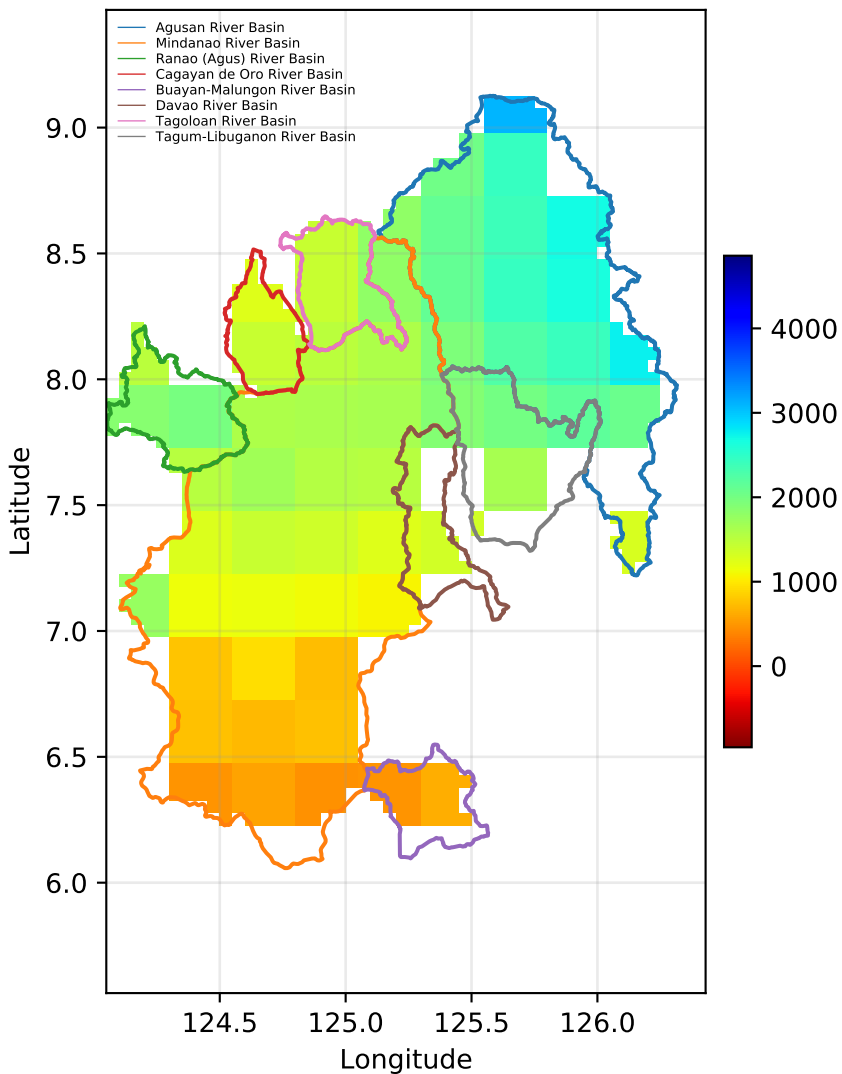 Agusan River Basin
Mindanao River Basin
Ranao (Agus) River Basin
Cagayan de Oro River Basin
Buayan-Malungon River Basin
Davao River Basin
Tagoloan River Basin
Tagum-Libuganon River Basin
9.0
8.5
8.0
7.5
7.0
6.5
6.0
Latitude
124.5 125.0 125.5 126.0
Longitude
4000
3000
2000
1000
0